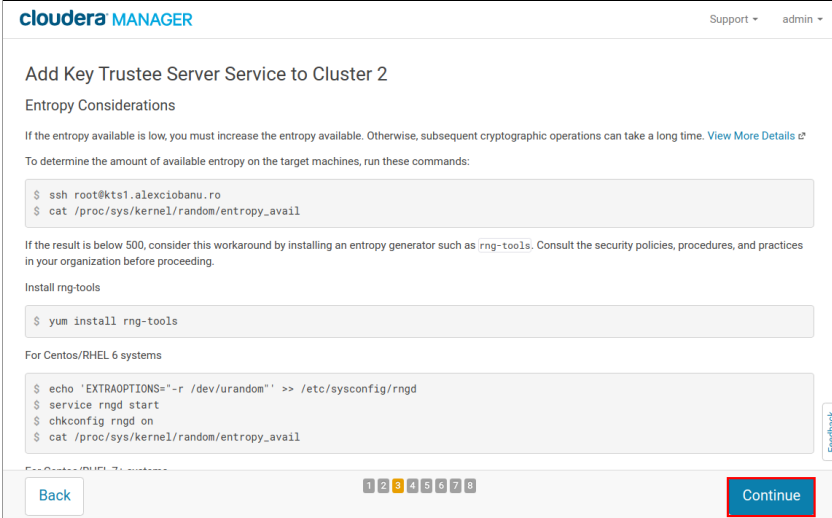 cloudera MANAGER
Support admin
Add Key Trustee Server Service to Cluster 2
Entropy Considerations
If the entropy available is low, you must increase the entropy available. Otherwise, subsequent cryptographic operations can take a long time. View More Details
To determine the amount of available entropy on the target machines, run these commands:
$ ssh root@kts1.alexciobanu.ro
$ cat /proc/sys/kernel/random/entropy_avail
If the result is below 500, consider this workaround by installing an entropy generator such as rng-tools. Consult the security policies, procedures, and practices
in your organization before proceeding.
Install rng-tools
$ yum install rng-tools
For Centos/RHEL 6 systems
$ echo 'EXTRAOPTIONS="-r /dev/urandom"' >> /etc/sysconfig/rngd
$ service rngd start
$ chkconfig rngd on
$ cat /proc/sys/kernel/random/entropy_avail
Feedback
For Centos/RHEL 7+ systems
Back
1 2 3 4 5 6 7 8
Continue